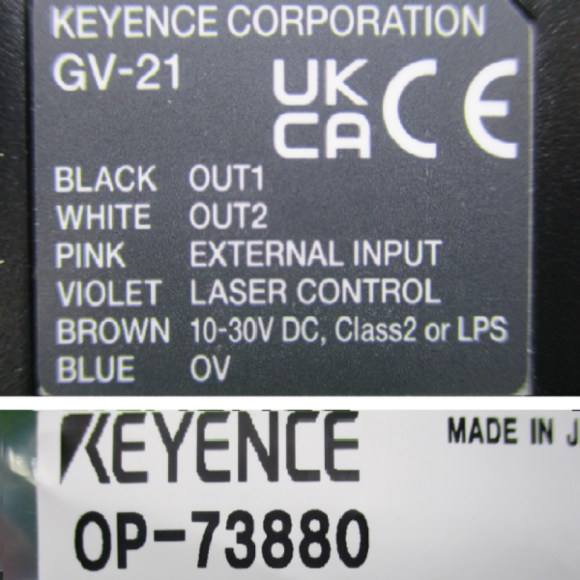 KEYENCE CORPORATION
GV-21
UK CA CE
BLACK OUT1
WHITE OUT2
PINK EXTERNAL INPUT
VIOLET LASER CONTROL
BROWN 10-30V DC, Class2 or LPS
BLUE 0V
KEYENCE
MADE IN J
OP-73880